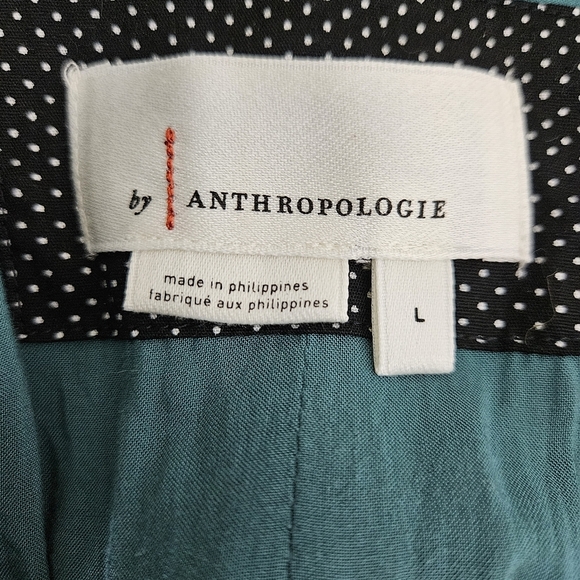 by ANTHROPOLOGIE
made in philippines
fabriqué aux philippines
L